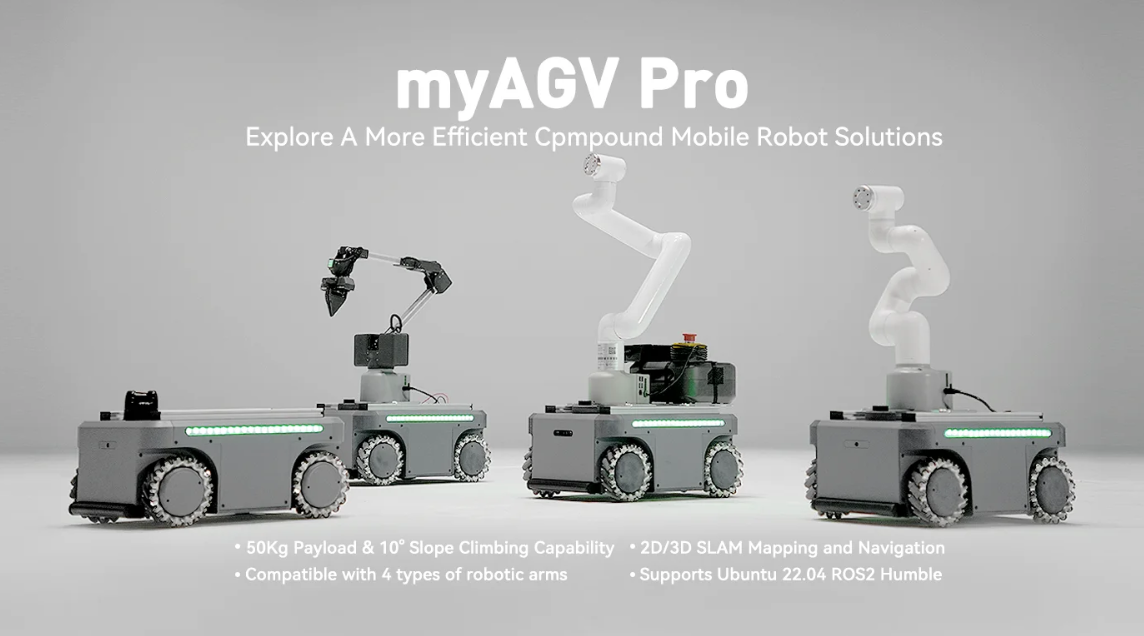 myAGV Pro
Explore A More Efficient Cpmpound Mobile Robot Solutions
• 50Kg Payload & 10° Slope Climbing Capability
• 2D/3D SLAM Mapping and Navigation
• Compatible with 4 types of robotic arms
• Supports Ubuntu 22.04 ROS2 Humble